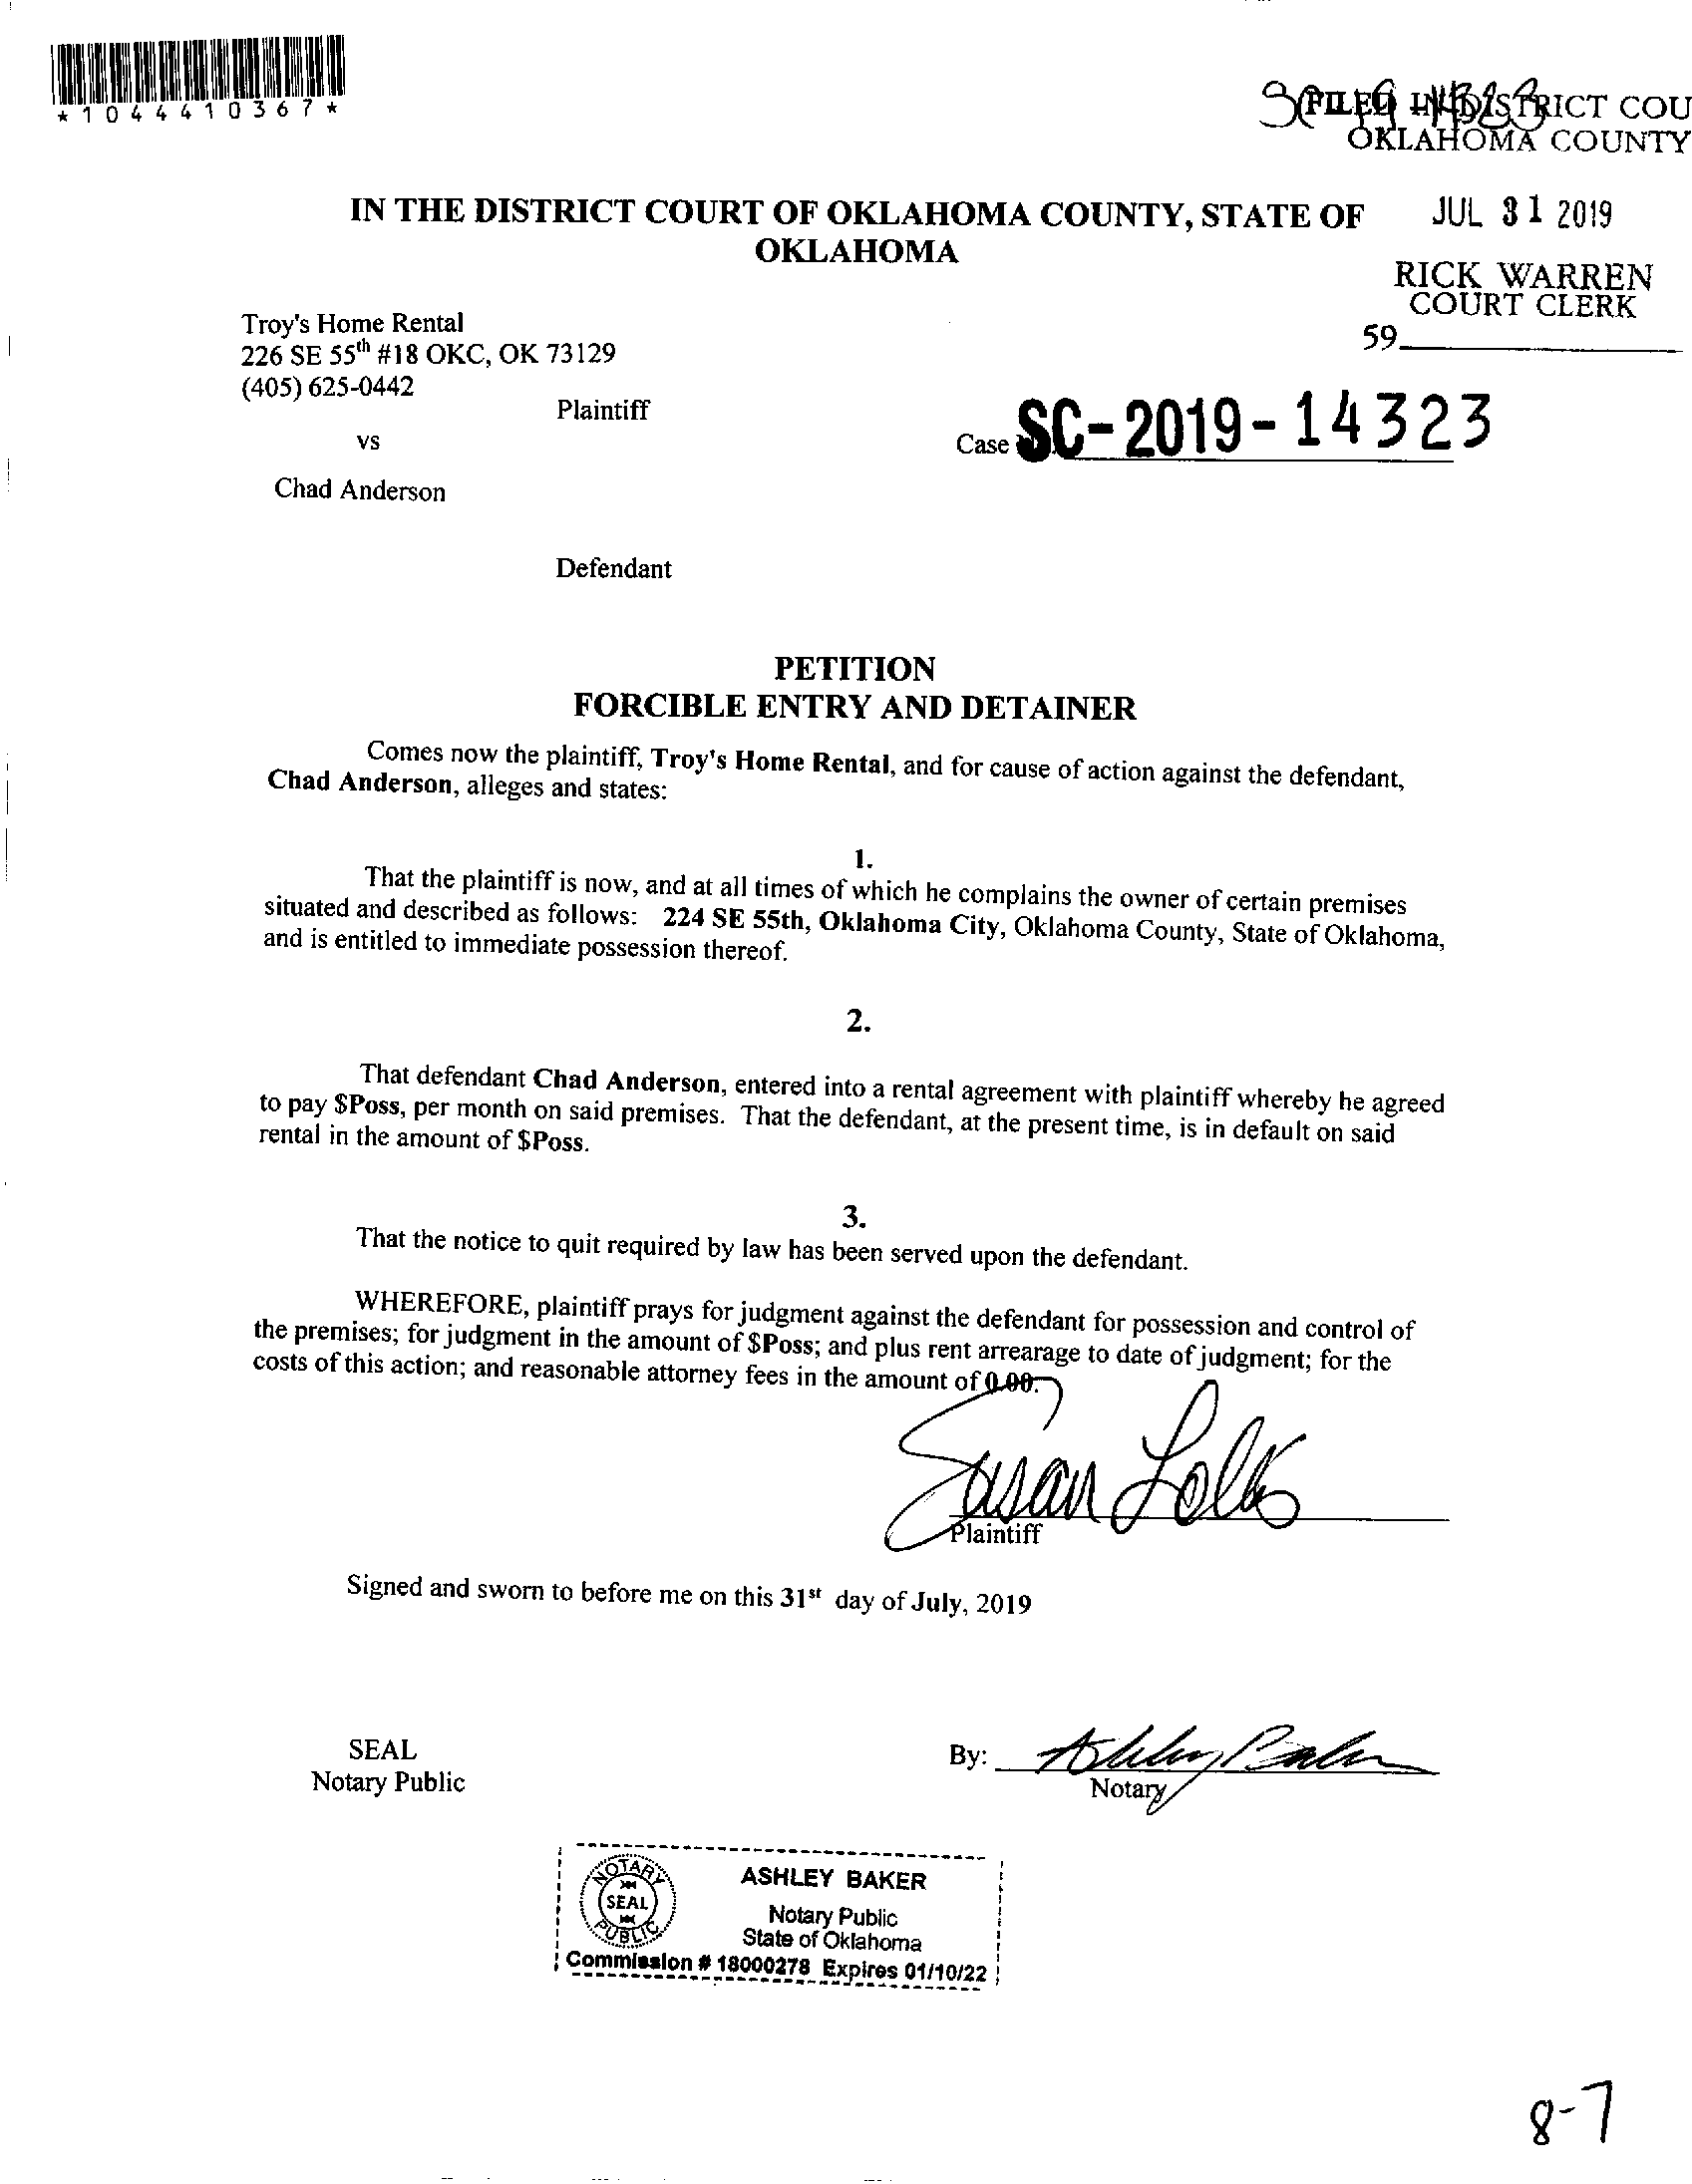 *1044410367*
SC-19-14323
FILED IN DISTRICT COU
OKLAHOMA COUNTY
IN THE DISTRICT COURT OF OKLAHOMA COUNTY, STATE OF
OKLAHOMA
JUL 31 2019
RICK WARREN
COURT CLERK
59
Troy's Home Rental
226 SE 55th #18 OKC, OK 73129
(405) 625-0442
Plaintiff
vs
Case SC-2019-14323
Chad Anderson
Defendant
PETITION
FORCIBLE ENTRY AND DETAINER
Comes now the plaintiff, Troy's Home Rental, and for cause of action against the defendant,
Chad Anderson, alleges and states:
1.
That the plaintiff is now, and at all times of which he complains the owner of certain premises
situated and described as follows: 224 SE 55th, Oklahoma City, Oklahoma County, State of Oklahoma,
and is entitled to immediate possession thereof.
2.
That defendant Chad Anderson, entered into a rental agreement with plaintiff whereby he agreed
to pay $Poss, per month on said premises. That the defendant, at the present time, is in default on said
rental in the amount of $Poss.
3.
That the notice to quit required by law has been served upon the defendant.
WHEREFORE, plaintiff prays for judgment against the defendant for possession and control of
the premises; for judgment in the amount of $Poss; and plus rent arrearage to date of judgment; for the
costs of this action; and reasonable attorney fees in the amount of 0.00.
Susan
Plaintiff
Signed and sworn to before me on this 31st day of July, 2019
SEAL
Notary Public
By: Ashley Baker
Notary
NOTARY
SEAL
PUBLIC
ASHLEY BAKER
Notary Public
State of Oklahoma
Commission # 18000278 Expires 01/10/22
8-7